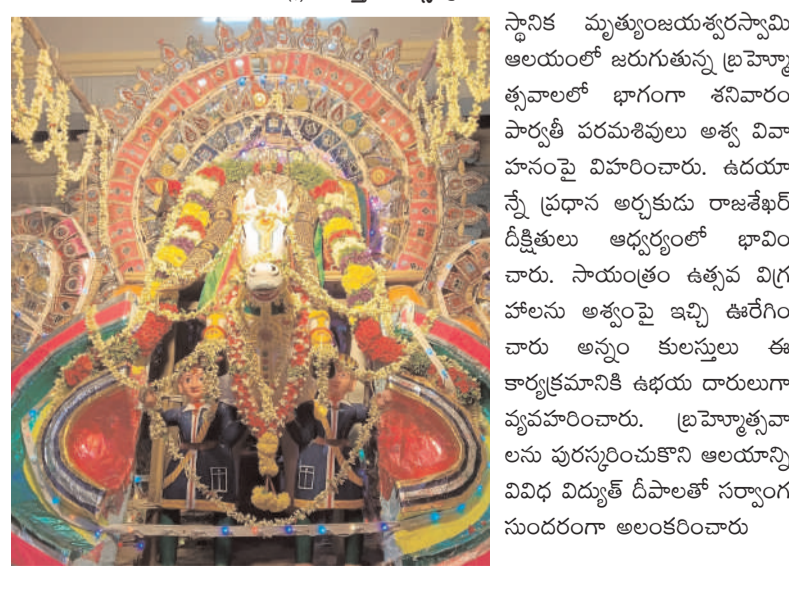 స్థానిక మృత్యుంజయశ్వరస్వామి
ఆలయంలో జరుగుతున్న బ్రహ్మో
త్సవాలలో భాగంగా శనివారం
పార్వతీ పరమశివులు అశ్వ వివా
హనంపై విహరించారు. ఉదయా
న్నే ప్రధాన అర్చకుడు రాజశేఖర్
దీక్షితులు ఆధ్వర్యంలో భావిం
చారు. సాయంత్రం ఉత్సవ విగ్ర
హాలను అశ్వంపై ఇచ్చి ఊరేగిం
చారు అన్నం కులస్తులు ఈ
కార్యక్రమానికి ఉభయ దారులుగా
వ్యవహరించారు. బ్రహ్మోత్సవా
లను పురస్కరించుకొని ఆలయాన్ని
వివిధ విద్యుత్ దీపాలతో సర్వాంగ
సుందరంగా అలంకరించారు